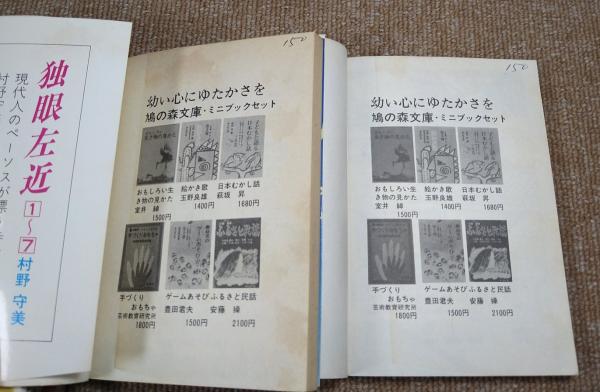 独眼左近
1〜7
村野守美
現代人のペーソスが漂う
150
幼い心にゆたかさを
鳩の森文庫・ミニブックセット
おもしろい生き物の見かた
室井 綽
1500円
絵かき歌
玉野良雄
1400円
日本むかし話
萩坂 昇
1680円
手づくりおもちゃ
芸術教育研究所
1800円
ゲームあそび
豊田君夫
1500円
ふるさと民話
安藤 操
2100円
150
幼い心にゆたかさを
鳩の森文庫・ミニブックセット
おもしろい生き物の見かた
室井 綽
1500円
絵かき歌
玉野良雄
1400円
日本むかし話
萩坂 昇
1680円
手づくりおもちゃ
芸術教育研究所
1800円
ゲームあそび
豊田君夫
1500円
ふるさと民話
安藤 操
2100円